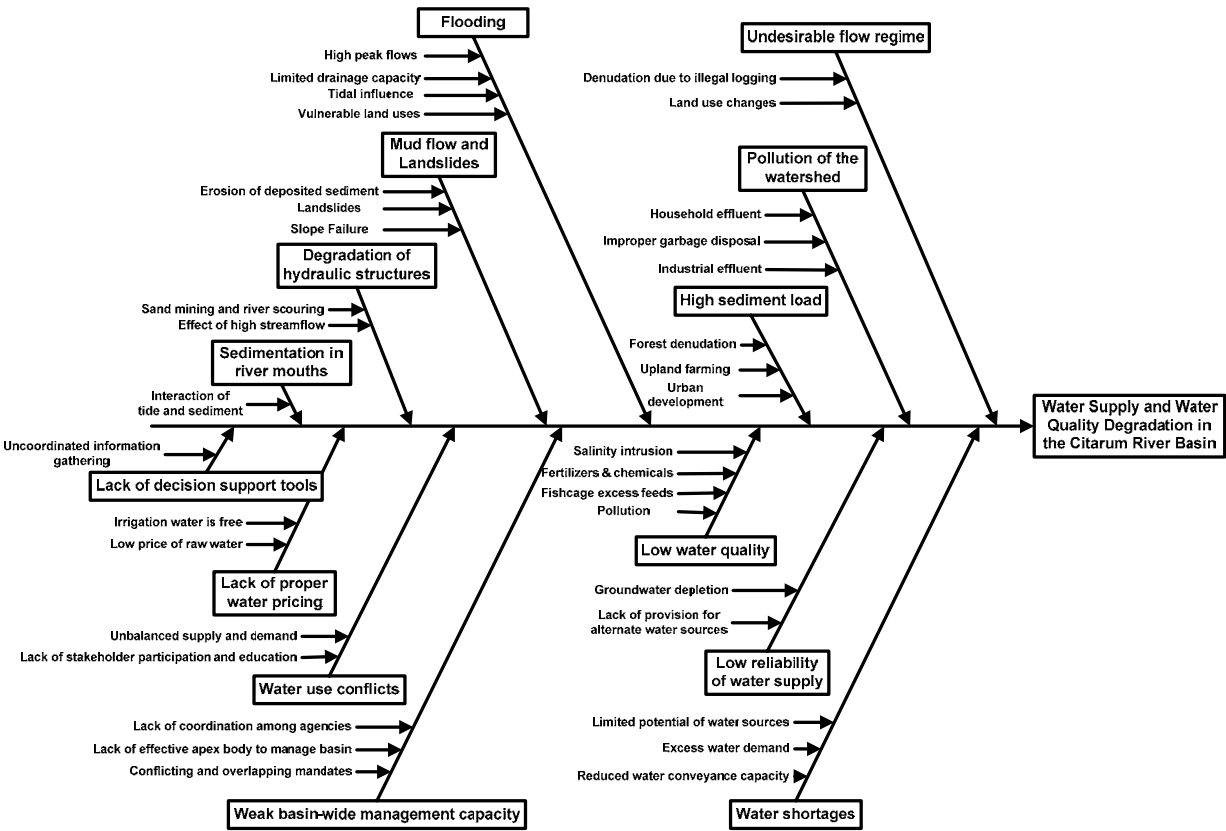 Flooding
High peak flows
Limited drainage capacity
Tidal influence
Vulnerable land uses
Undesirable flow regime
Denudation due to illegal logging
Land use changes
Mud flow and
Landslides
Erosion of deposited sediment
Landslides
Slope Failure
Pollution of the
watershed
Household effluent
Improper garbage disposal
Industrial effluent
Degradation of
hydraulic structures
Sand mining and river scouring
Effect of high streamflow
High sediment load
Forest denudation
Upland farming
Urban
development
Sedimentation in
river mouths
Interaction of
tide and sediment
Water Supply and Water
Quality Degradation in
the Citarum River Basin
Uncoordinated information
gathering
Lack of decision support tools
Irrigation water is free
Low price of raw water
Lack of proper
water pricing
Unbalanced supply and demand
Lack of stakeholder participation and education
Water use conflicts
Lack of coordination among agencies
Lack of effective apex body to manage basin
Conflicting and overlapping mandates
Weak basin-wide management capacity
Salinity intrusion
Fertilizers & chemicals
Fishcage excess feeds
Pollution
Low water quality
Groundwater depletion
Lack of provision for
alternate water sources
Low reliability
of water supply
Limited potential of water sources
Excess water demand
Reduced water conveyance capacity
Water shortages